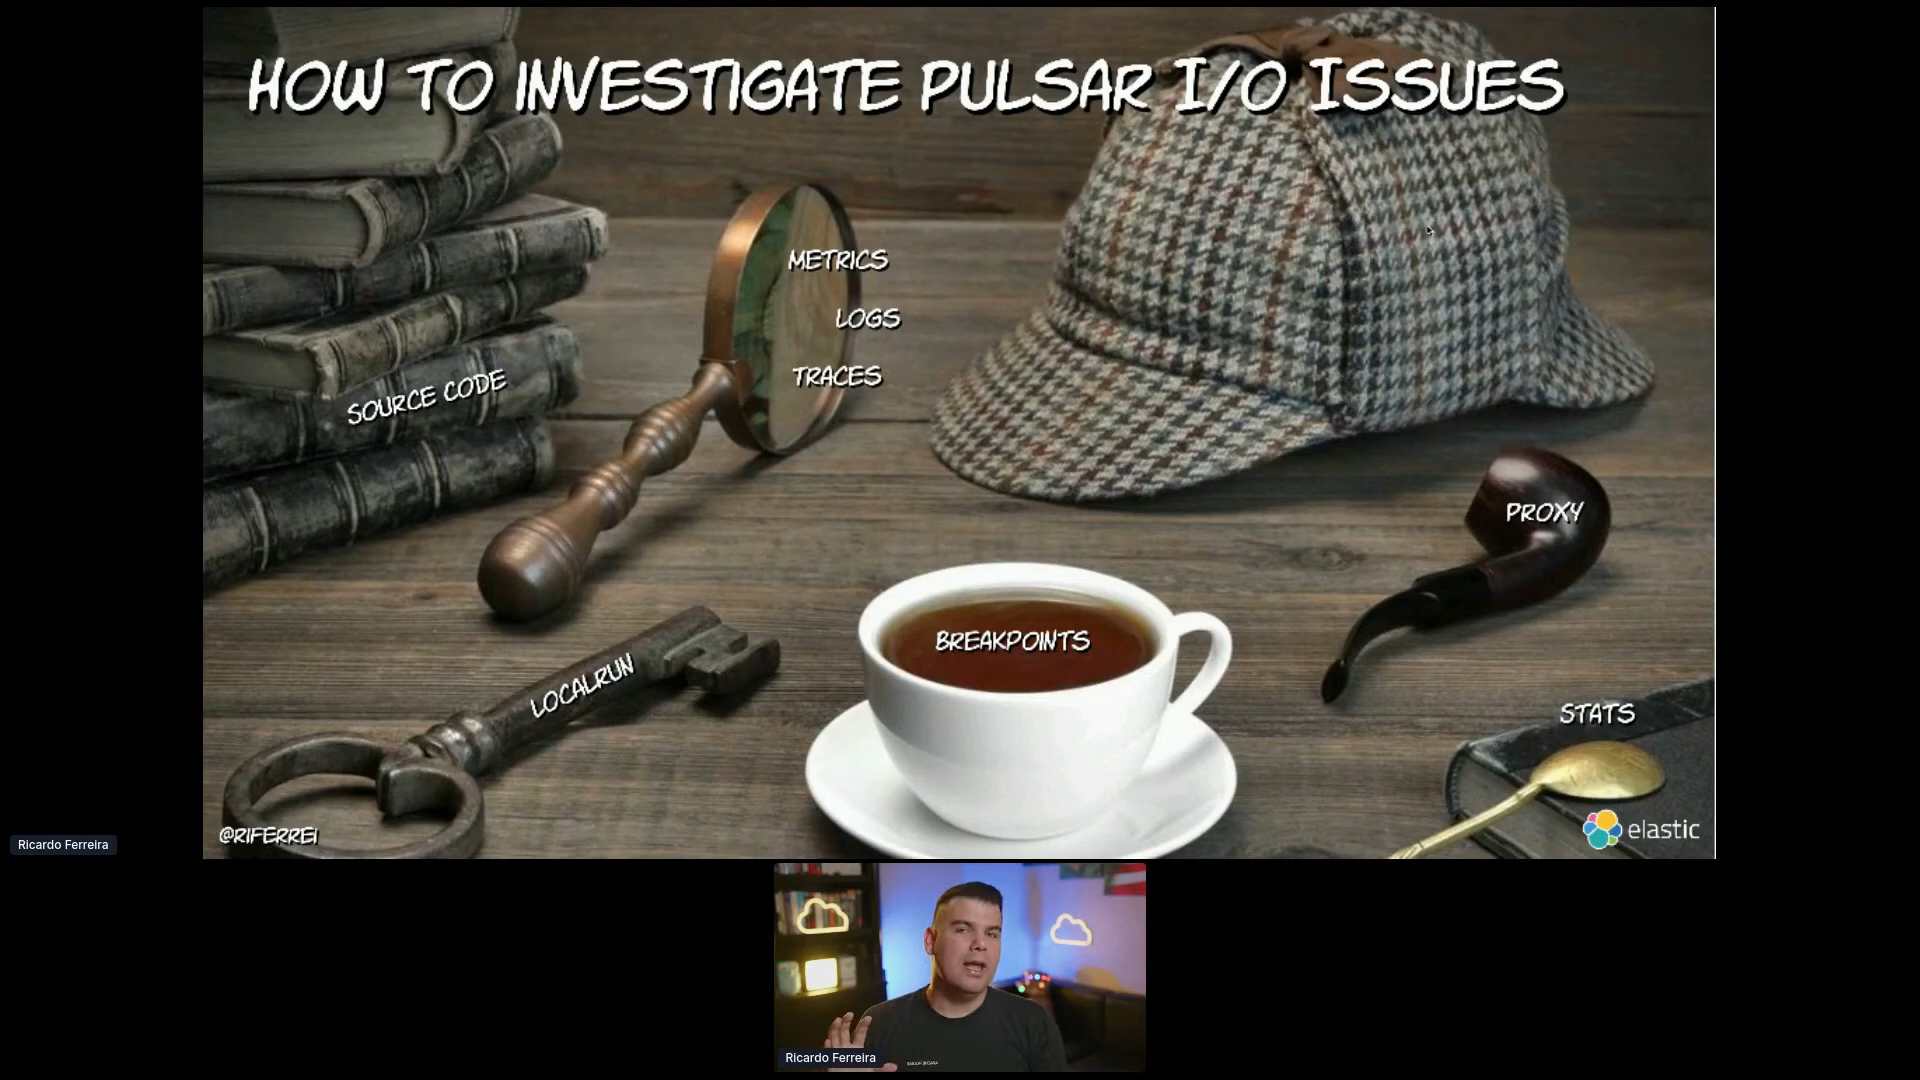 HOW TO INVESTIGATE PULSAR I/O ISSUES
METRICS
LOGS
TRACES
SOURCE CODE
PROXY
BREAKPOINTS
LOCALRUN
STATS
@RIFERREI
elastic
Ricardo Ferreira
Ricardo Ferreira